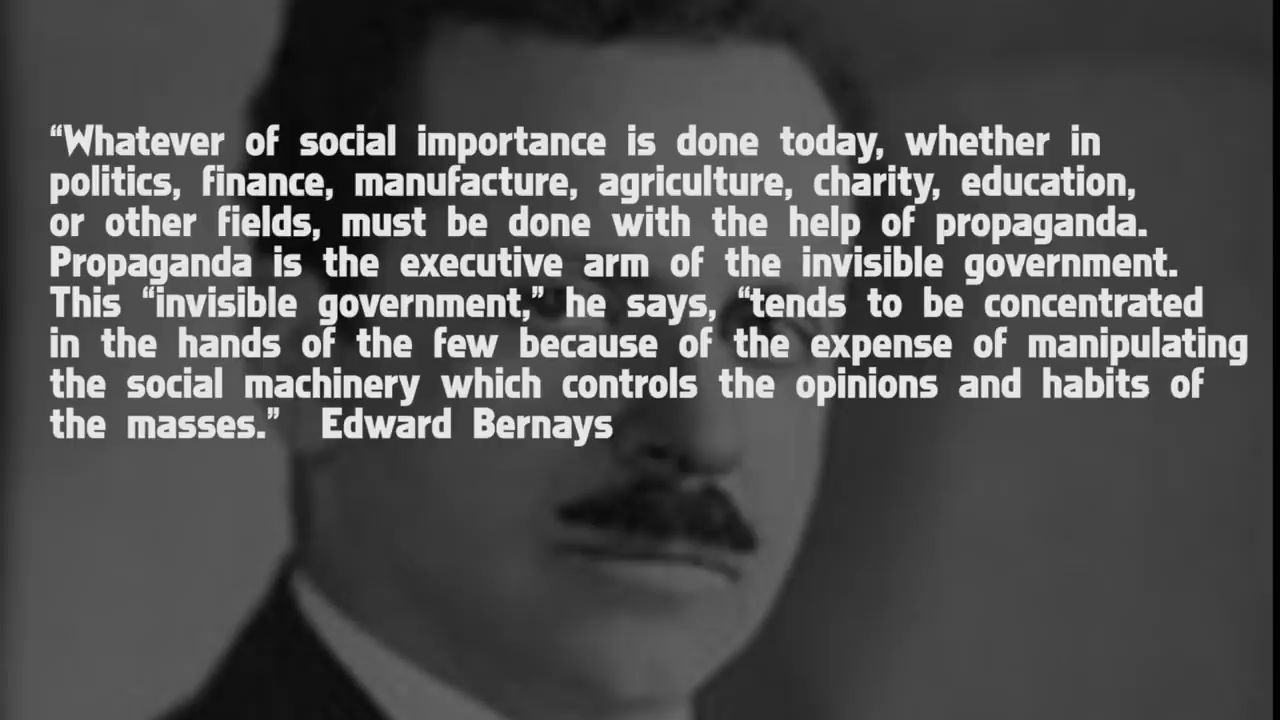 “Whatever of social importance is done today, whether in
politics, finance, manufacture, agriculture, charity, education,
or other fields, must be done with the help of propaganda.
Propaganda is the executive arm of the invisible government.
This “invisible government,” he says, “tends to be concentrated
in the hands of the few because of the expense of manipulating
the social machinery which controls the opinions and habits of
the masses.” Edward Bernays